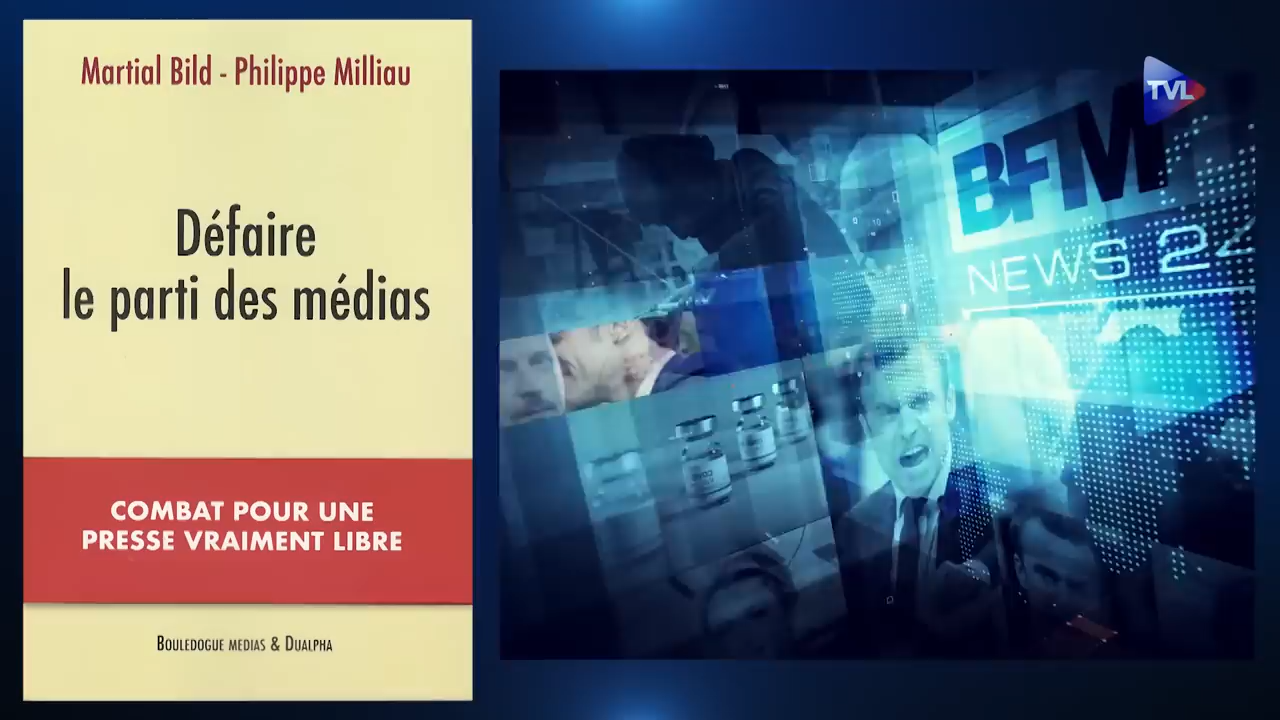 Martial Bild - Philippe Milliau
Défaire
le parti des médias
COMBAT POUR UNE
PRESSE VRAIMENT LIBRE
BOULEDOGUE MEDIAS & DUALPHA
TVL
BFM
NEWS 24